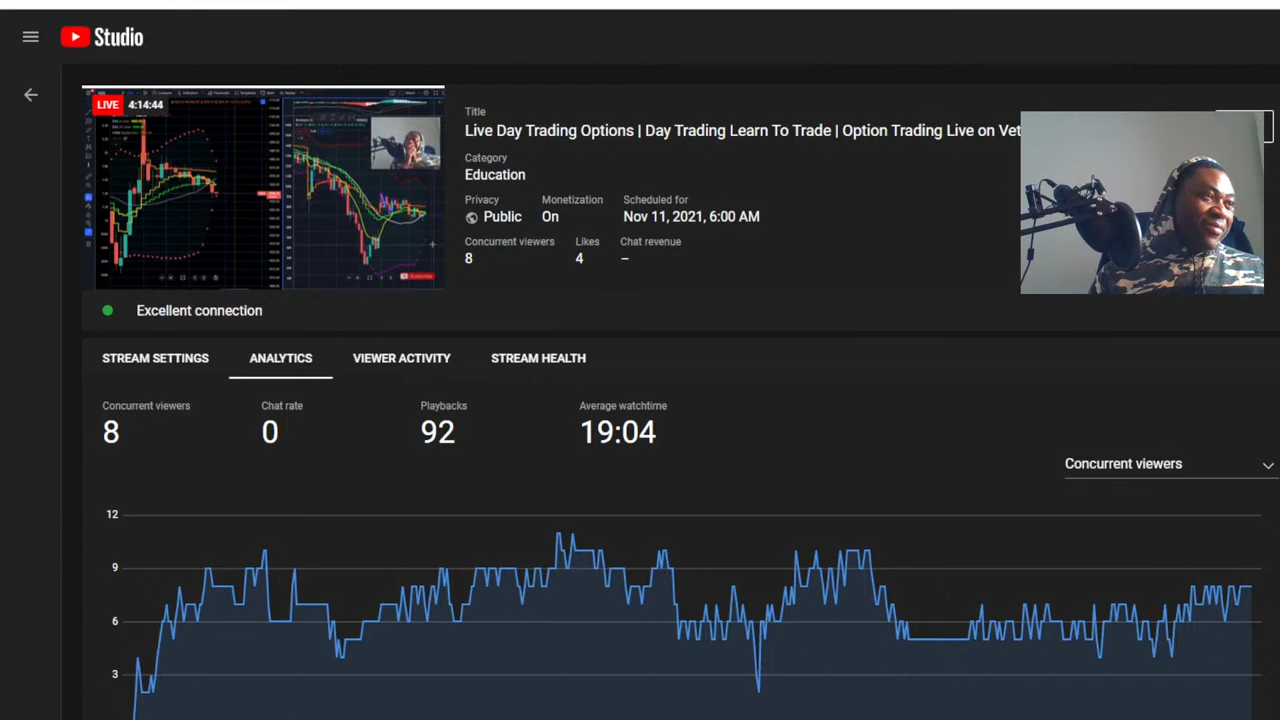 Studio
LIVE 4:14:44
Title
Live Day Trading Options | Day Trading Learn To Trade | Option Trading Live on Vet
Category
Education
Privacy Monetization Scheduled for
Public On Nov 11, 2021, 6:00 AM
Concurrent viewers Likes Chat revenue
8 4 –
Subscribe
Excellent connection
STREAM SETTINGS ANALYTICS VIEWER ACTIVITY STREAM HEALTH
Concurrent viewers Chat rate Playbacks Average watchtime
8 0 92 19:04
Concurrent viewers
12
9
6
3